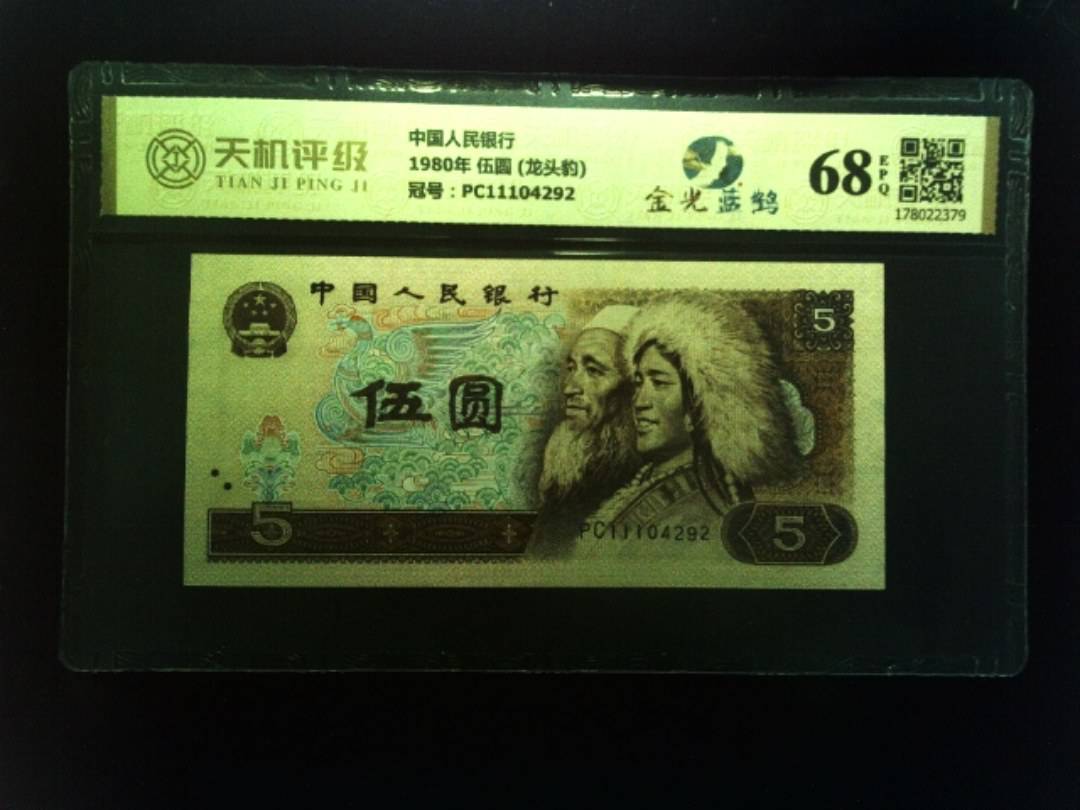 天机评级
TIAN JI PING JI
中国人民银行
1980年 伍圆 (龙头豹)
冠号：PC11104292
金光蓝鹤
68
EPQ
178022379
中国人民银行
5
伍圆
5
PC11104292
5